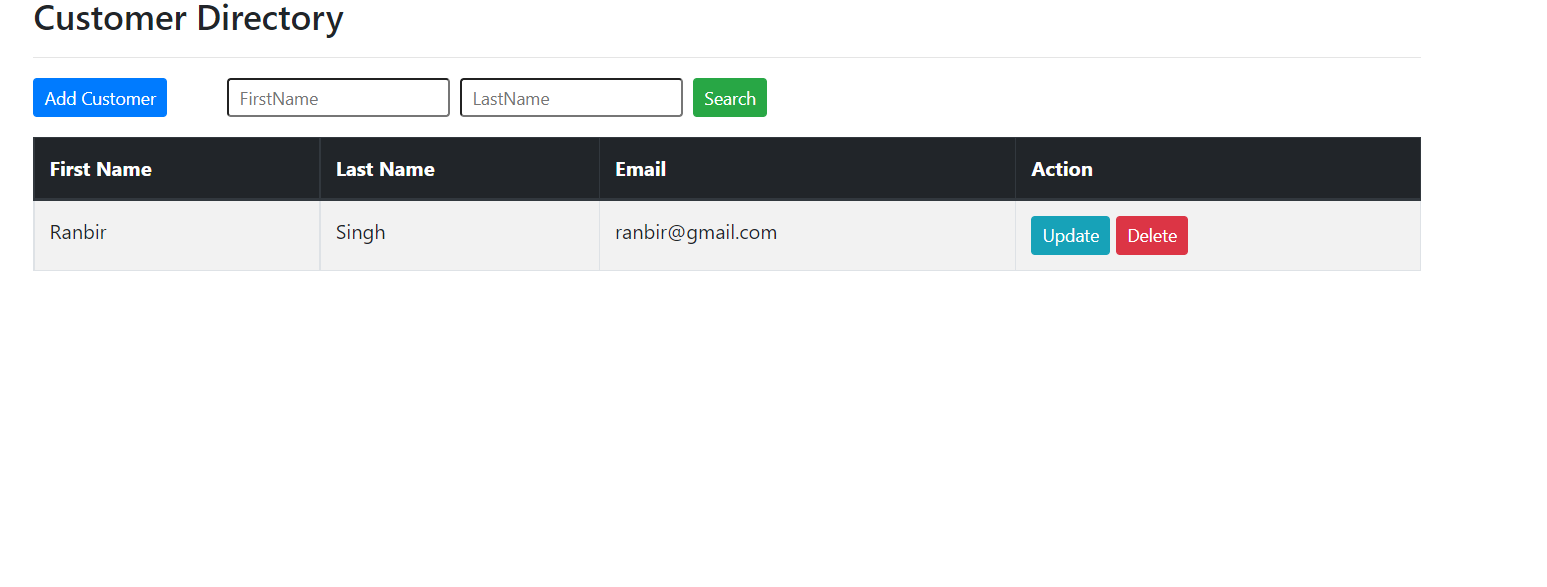 Customer Directory
Add Customer FirstName LastName Search
First Name Last Name Email Action
Ranbir Singh ranbir@gmail.com Update Delete